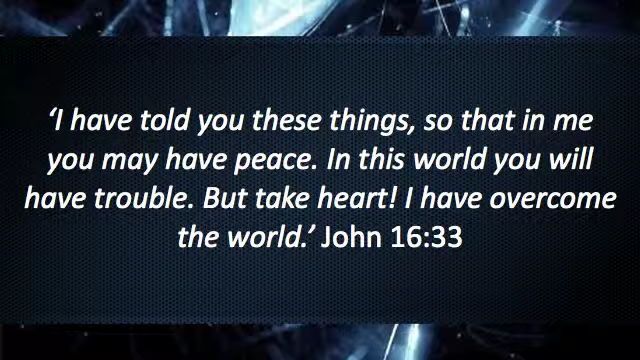 ‘I have told you these things, so that in me
you may have peace. In this world you will
have trouble. But take heart! I have overcome
the world.’ John 16:33